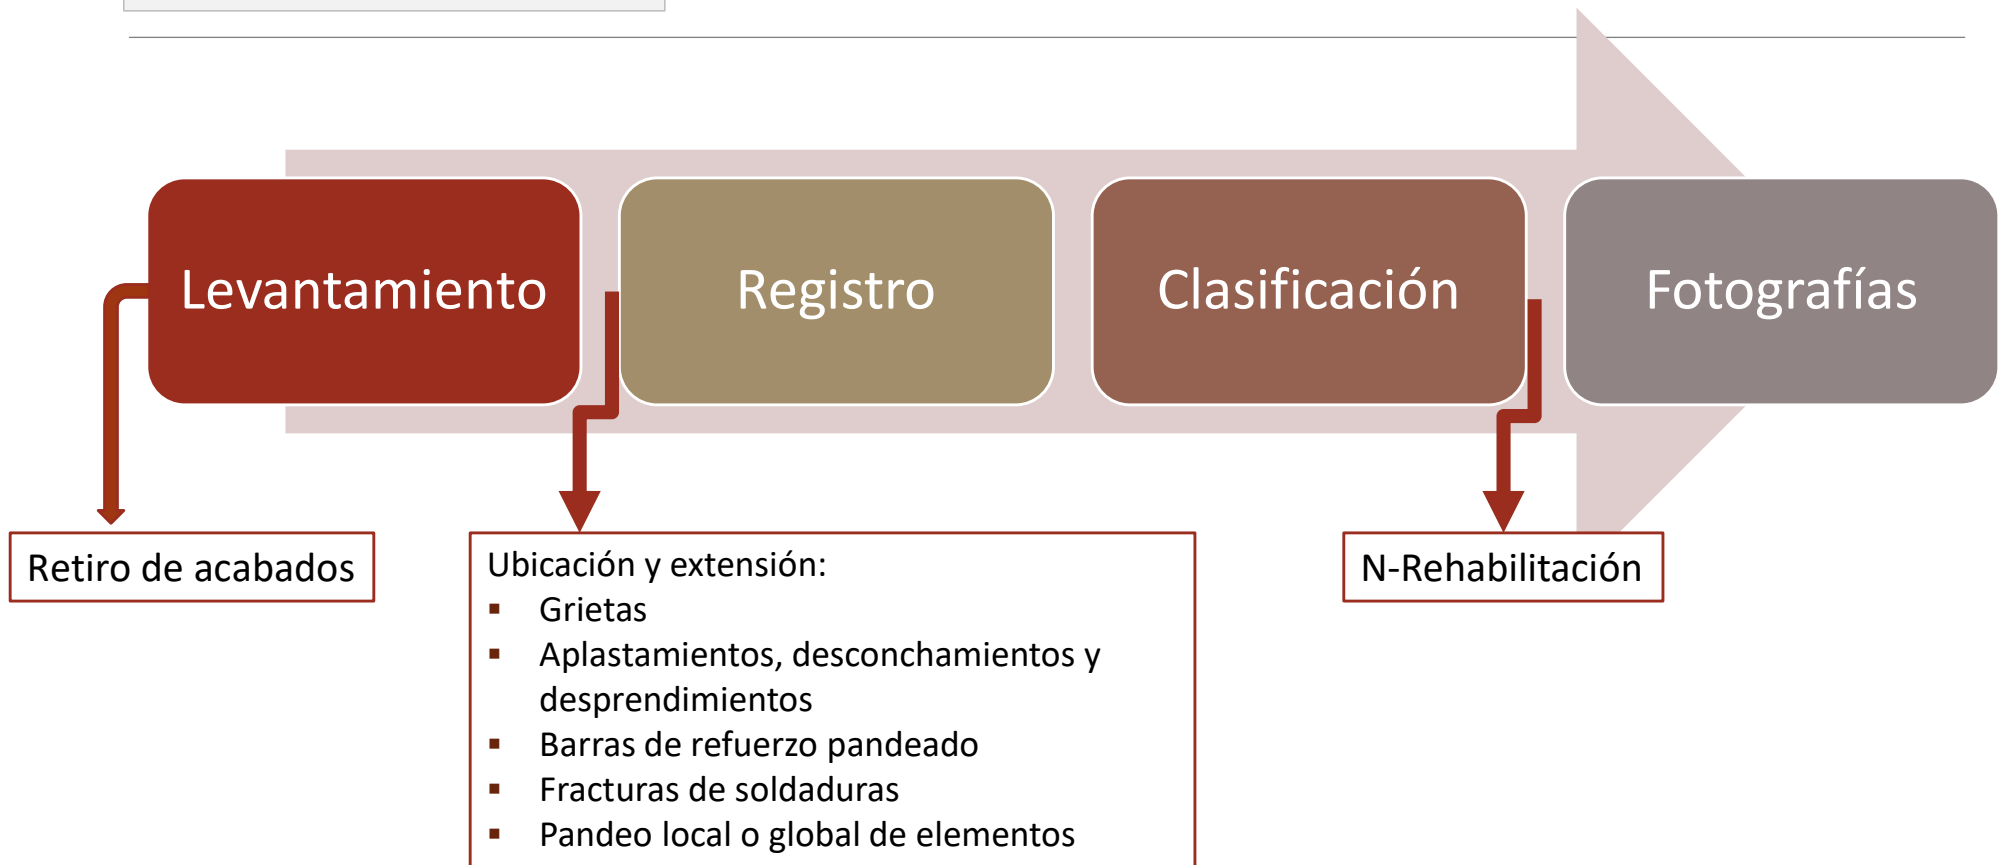 Levantamiento
Registro
Clasificación
Fotografías
Retiro de acabados
Ubicación y extensión:
▪ Grietas
▪ Aplastamientos, desconchamientos y
desprendimientos
▪ Barras de refuerzo pandeado
▪ Fracturas de soldaduras
▪ Pandeo local o global de elementos
N-Rehabilitación